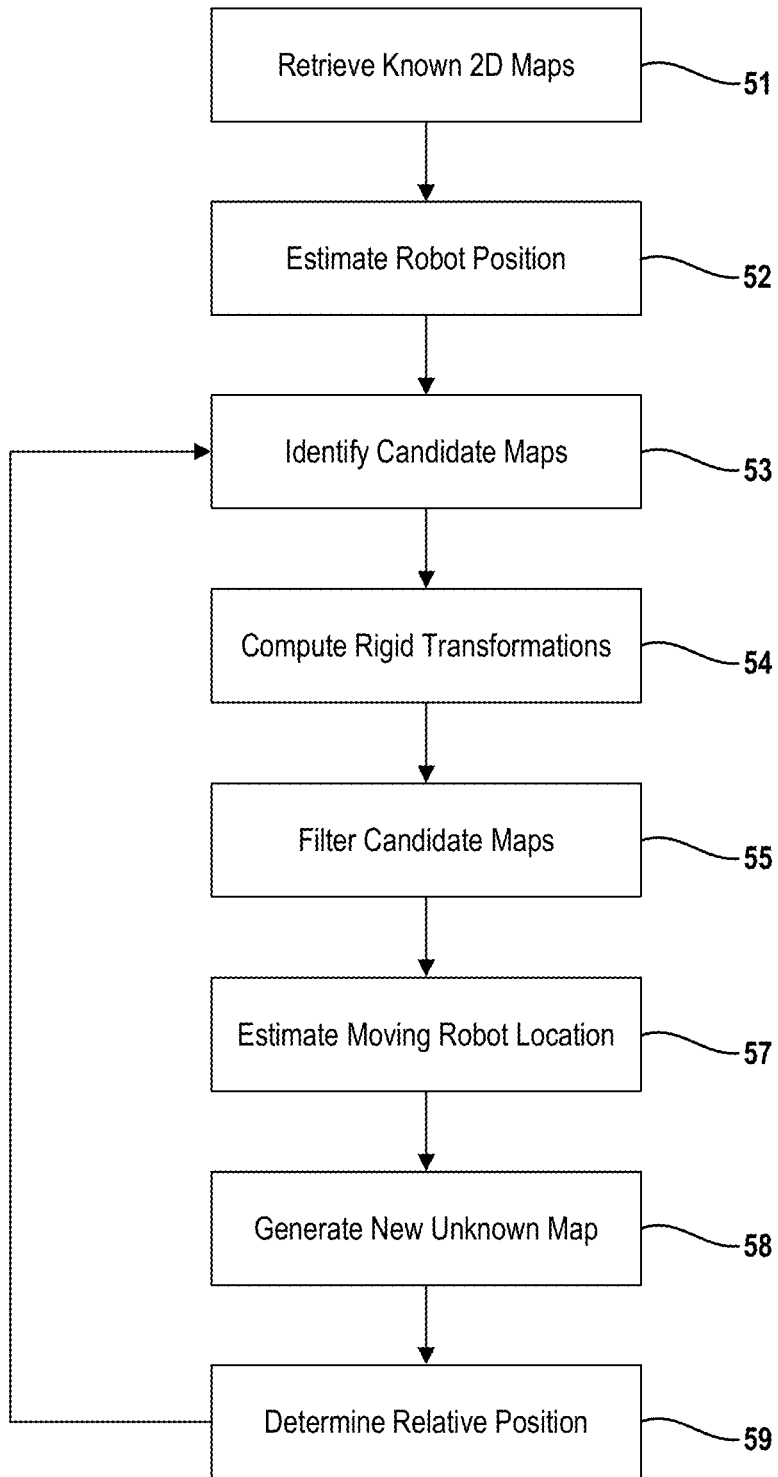 Retrieve Known 2D Maps
51
Estimate Robot Position
52
Identify Candidate Maps
53
Compute Rigid Transformations
54
Filter Candidate Maps
55
Estimate Moving Robot Location
57
Generate New Unknown Map
58
Determine Relative Position
59